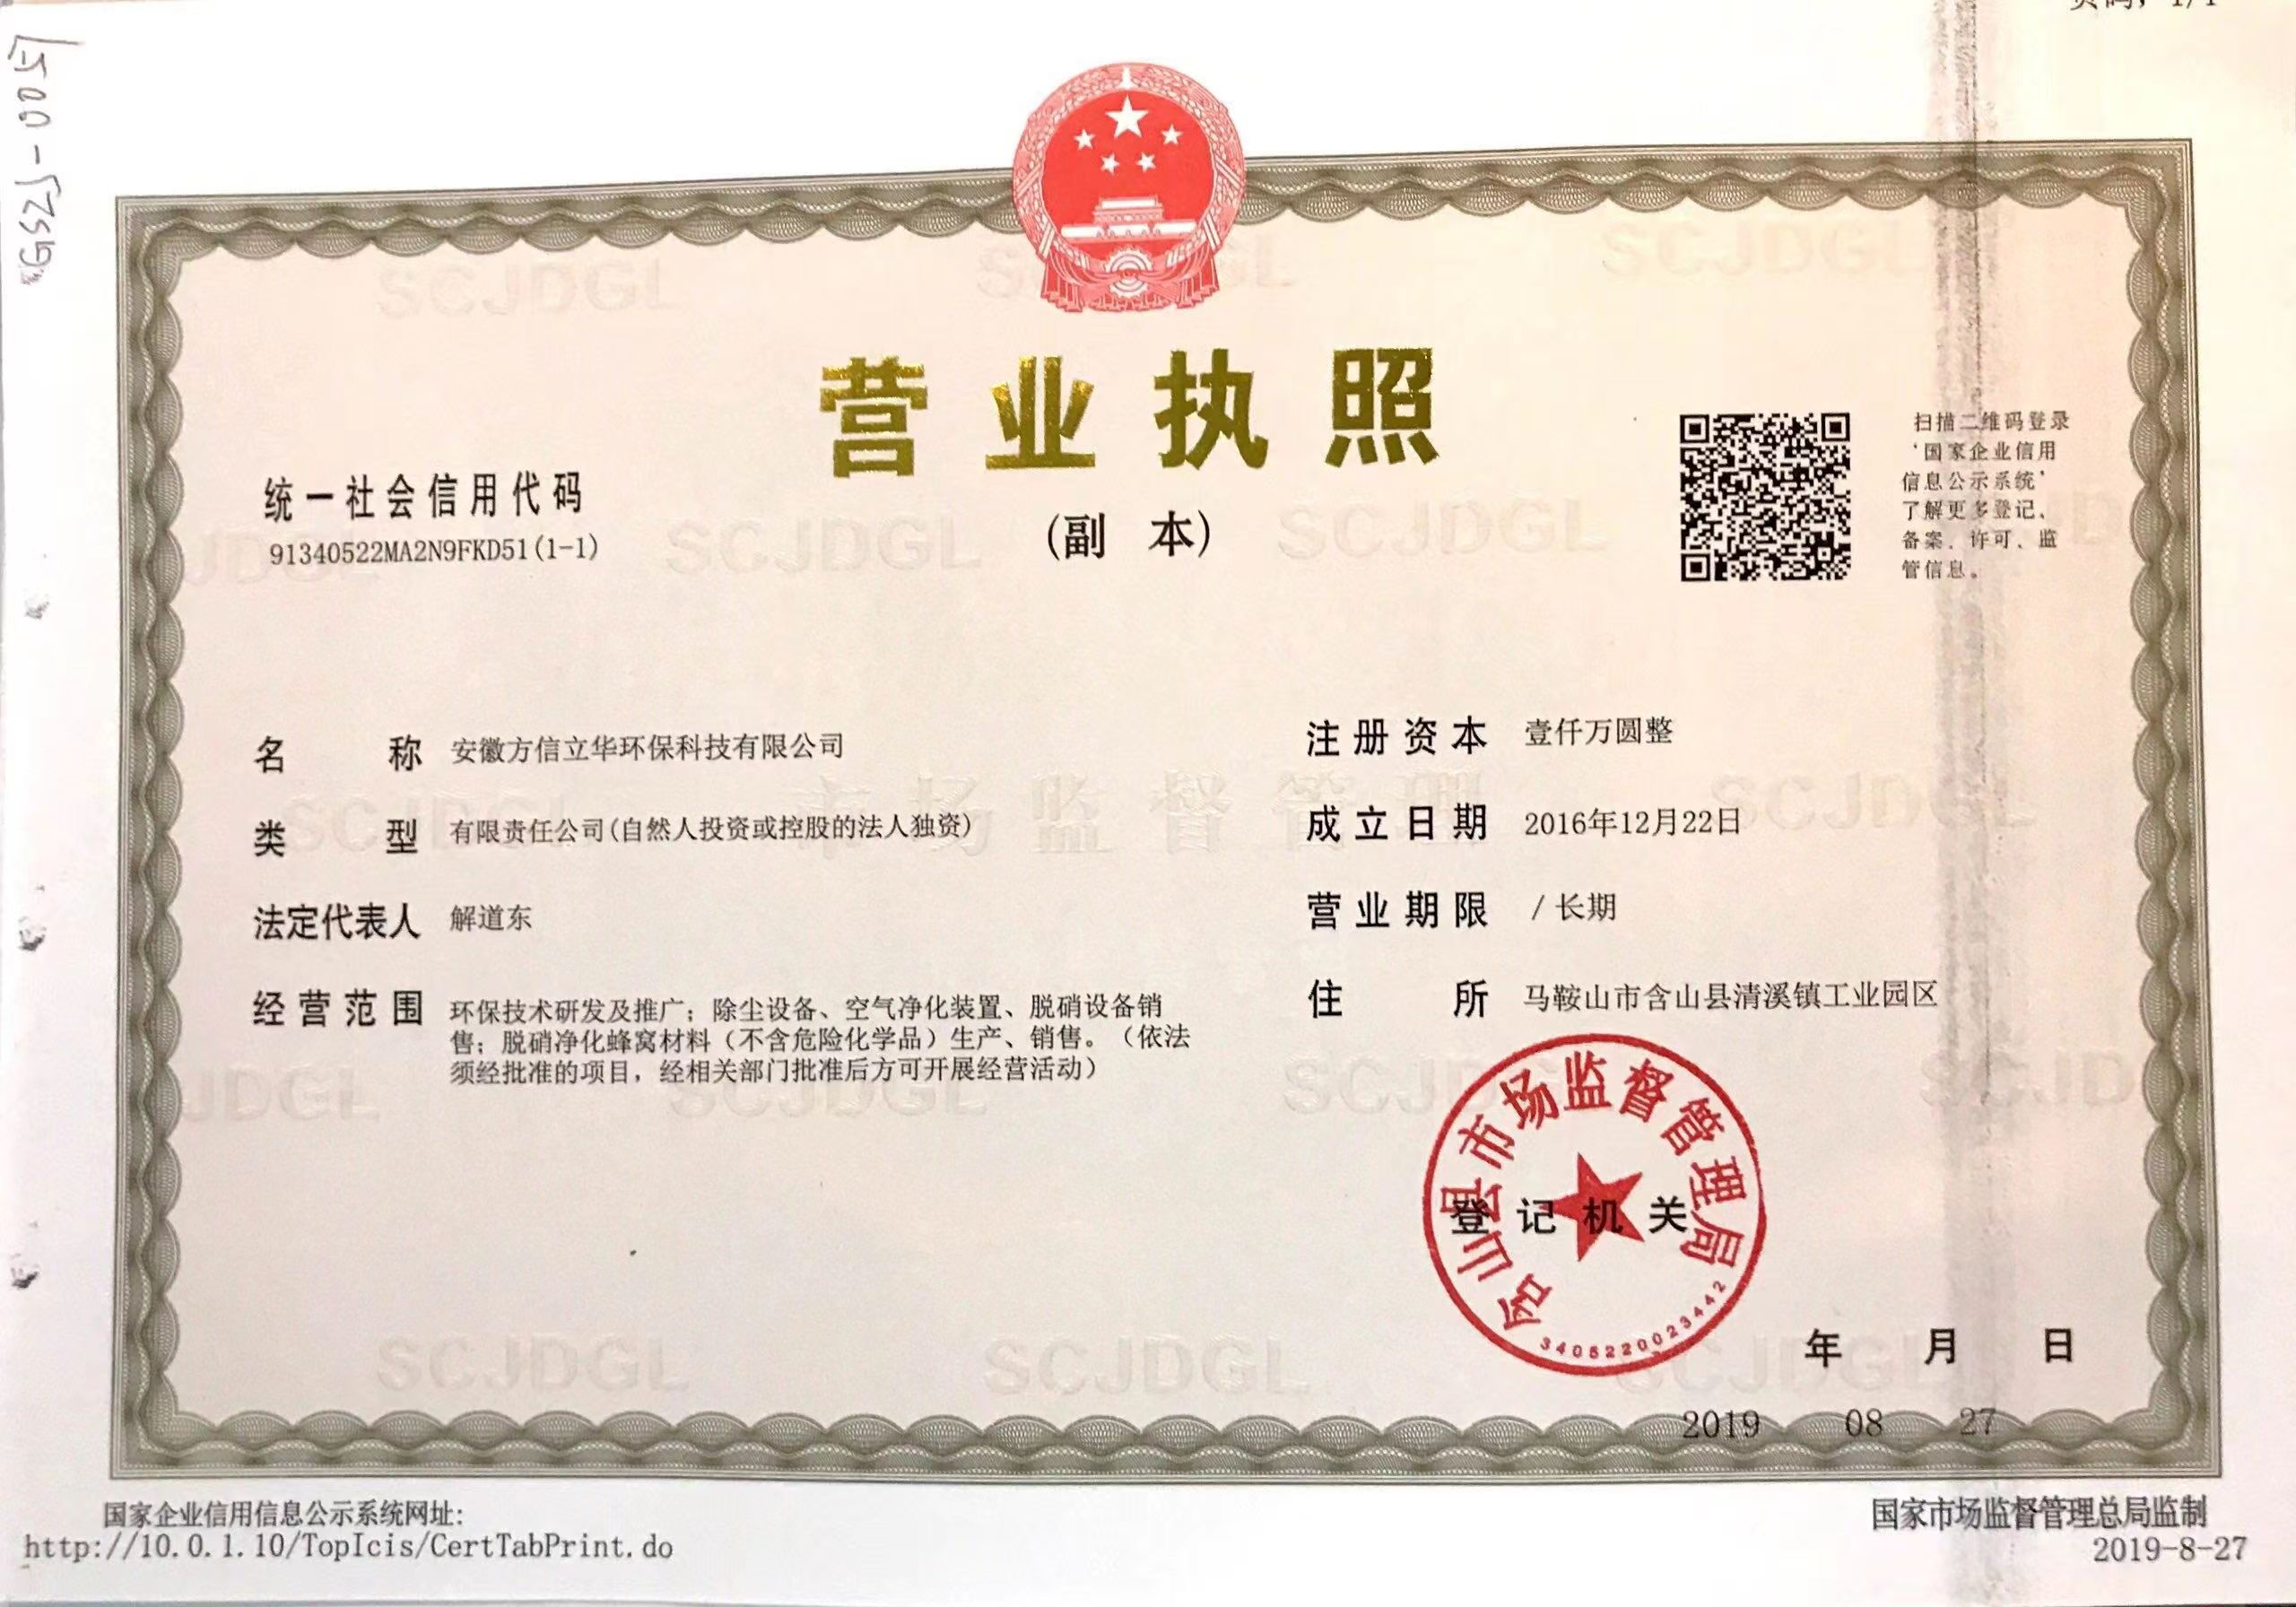 页码，1/1
GSZJ-005
营业执照
(副 本)
统一社会信用代码
91340522MA2N9FKD51(1-1)
扫描二维码登录
‘国家企业信用
信息公示系统’
了解更多登记、
备案、许可、监
管信息。
名 称 安徽方信立华环保科技有限公司
类 型 有限责任公司(自然人投资或控股的法人独资)
法定代表人 解道东
经营范围 环保技术研发及推广；除尘设备、空气净化装置、脱硝设备销
售；脱硝净化蜂窝材料（不含危险化学品）生产、销售。（依法
须经批准的项目，经相关部门批准后方可开展经营活动）
注册资本 壹仟万圆整
成立日期 2016年12月22日
营业期限 / 长期
住 所 马鞍山市含山县清溪镇工业园区
含山县市场监督管理局
登记机关
3405220023442
年 月 日
2019 08 27
国家企业信用信息公示系统网址:
http://10.0.1.10/TopIcis/CertTabPrint.do
国家市场监督管理总局监制
2019-8-27
SCJDGL
市场监督管理